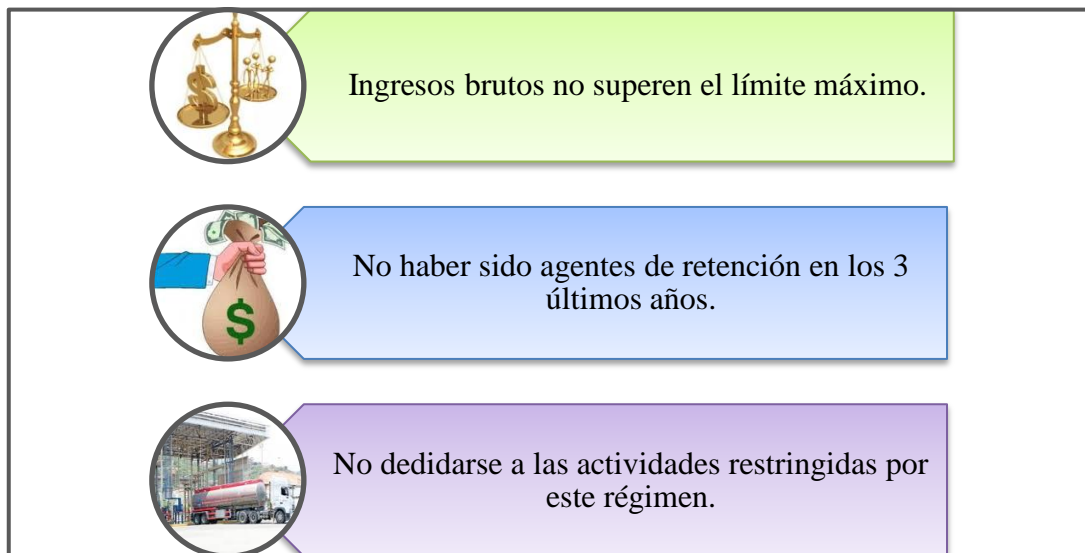 Ingresos brutos no superen el límite máximo.
No haber sido agentes de retención en los 3
últimos años.
No dedidarse a las actividades restringidas por
este régimen.
$